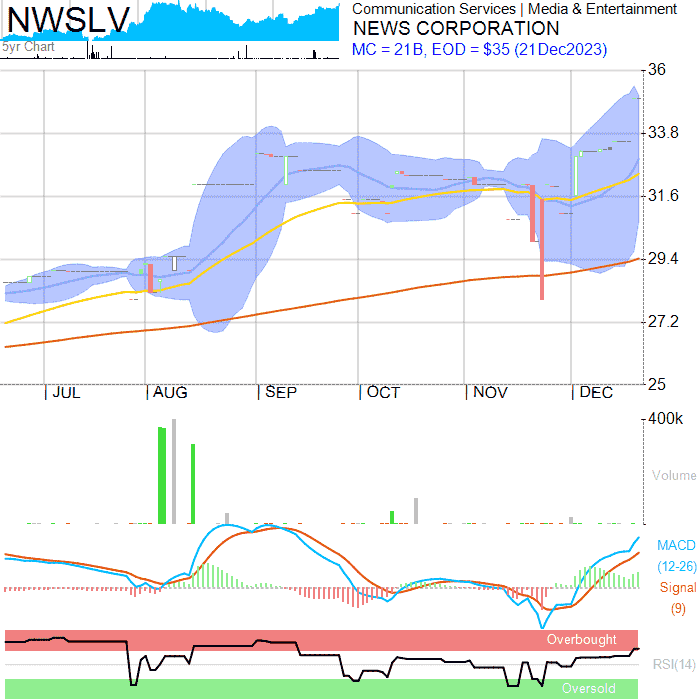 NWSLV
5yr Chart
Communication Services | Media & Entertainment
NEWS CORPORATION
MC = 21B, EOD = $35 (21Dec2023)
36
33.8
31.6
29.4
27.2
25
JUL
AUG
SEP
OCT
NOV
DEC
400k
Volume
MACD
(12-26)
Signal
(9)
Overbought
RSI(14)
Oversold